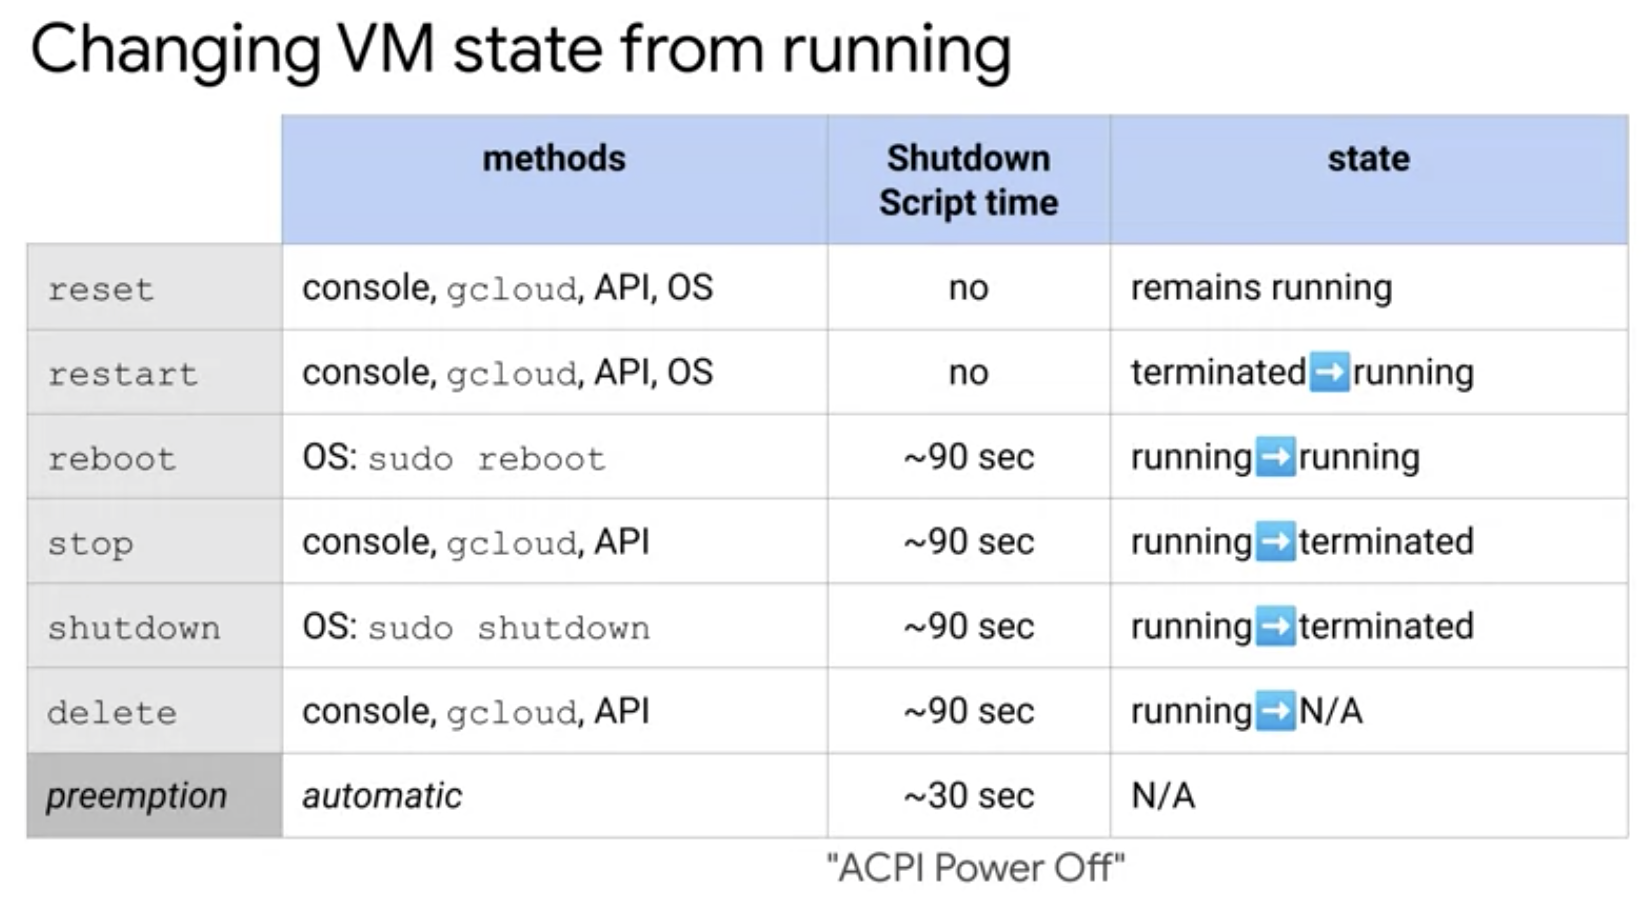 Changing VM state from running
methods
Shutdown
Script time
state
reset
console, gcloud, API, OS
no
remains running
restart
console, gcloud, API, OS
no
terminated➡running
reboot
OS: sudo reboot
~90 sec
running➡running
stop
console, gcloud, API
~90 sec
running➡terminated
shutdown
OS: sudo shutdown
~90 sec
running➡terminated
delete
console, gcloud, API
~90 sec
running➡N/A
preemption
automatic
~30 sec
N/A
"ACPI Power Off"